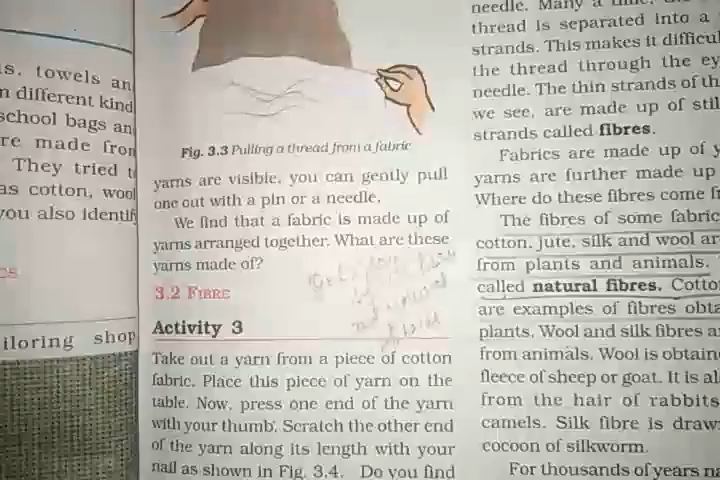 ıs, towels an
n different kind
school bags an
re made from
They tried t
as cotton, wool
you also identify
iloring shop
Fig. 3.3 Pulling a thread from a fabric
yarns are visible, you can gently pull
one out with a pin or a needle.
We find that a fabric is made up of
yarns arranged together. What are these
yarns made of?
3.2 FIBRE
Activity 3
Take out a yarn from a piece of cotton
fabric. Place this piece of yarn on the
table. Now, press one end of the yarn
with your thumb. Scratch the other end
of the yarn along its length with your
nail as shown in Fig. 3.4. Do you find
needle. Many a
thread is separated into a
strands. This makes it difficul
the thread through the ey
needle. The thin strands of th
we see, are made up of stil
strands called fibres.
Fabrics are made up of y
yarns are further made up
Where do these fibres come f
The fibres of some fabric
cotton, jute, silk and wool ar
from plants and animals.
called natural fibres. Cotto
are examples of fibres obta
plants. Wool and silk fibres a
from animals. Wool is obtain
fleece of sheep or goat. It is al
from the hair of rabbits
camels. Silk fibre is draw
cocoon of silkworm.
For thousands of years na